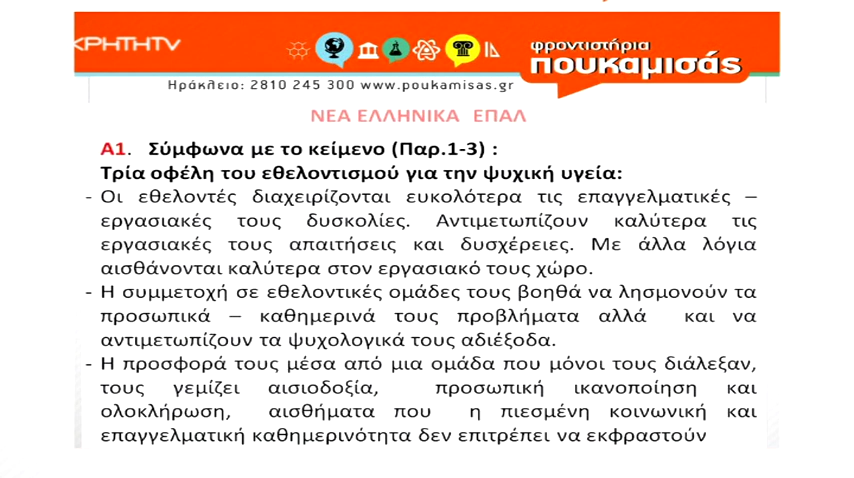 ΚΡΗΤΗTV
φροντιστήρια
πουκαμισάς
Ηράκλειο: 2810 245 300 www.poukamisas.gr
ΝΕΑ ΕΛΛΗΝΙΚΑ ΕΠΑΛ
Α1. Σύμφωνα με το κείμενο (Παρ.1-3) :
Τρία οφέλη του εθελοντισμού για την ψυχική υγεία:
- Οι εθελοντές διαχειρίζονται ευκολότερα τις επαγγελματικές –
εργασιακές τους δυσκολίες. Αντιμετωπίζουν καλύτερα τις
εργασιακές τους απαιτήσεις και δυσχέρειες. Με άλλα λόγια
αισθάνονται καλύτερα στον εργασιακό τους χώρο.
- Η συμμετοχή σε εθελοντικές ομάδες τους βοηθά να λησμονούν τα
προσωπικά – καθημερινά τους προβλήματα αλλά και να
αντιμετωπίζουν τα ψυχολογικά τους αδιέξοδα.
- Η προσφορά τους μέσα από μια ομάδα που μόνοι τους διάλεξαν,
τους γεμίζει αισιοδοξία, προσωπική ικανοποίηση και
ολοκλήρωση, αισθήματα που η πιεσμένη κοινωνική και
επαγγελματική καθημερινότητα δεν επιτρέπει να εκφραστούν